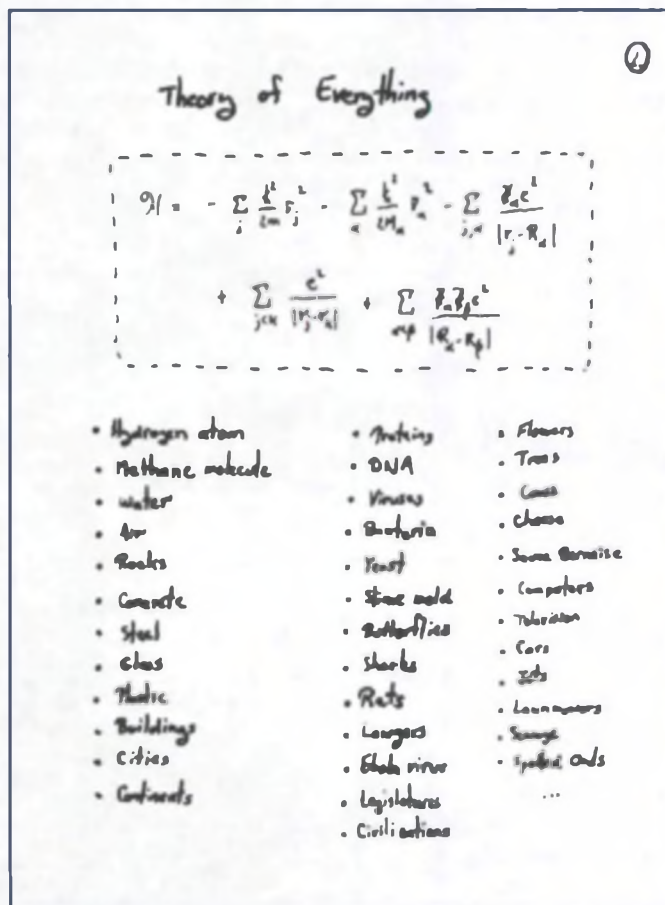 ①
Theory of Everything
ℋ = - Σ_j ℏ²/2m ∇_j² - Σ_α ℏ²/2M_α ∇_α² - Σ_{j,α} Z_α e²/|r_j - R_α|
+ Σ_{j<k} e²/|r_j - r_k| + Σ_{α<β} Z_α Z_β e²/|R_α - R_β|
• Hydrogen atom
• Methane molecule
• Water
• Air
• Rocks
• Concrete
• Steel
• Glass
• Plastic
• Buildings
• Cities
• Continents
• Proteins
• DNA
• Viruses
• Bacteria
• Yeast
• Slime mold
• Butterflies
• Sharks
• Rats
• Lawyers
• Ebola virus
• Legislatures
• Civilizations
• Flowers
• Trees
• Cows
• Cheese
• Sauce Bernaise
• Computers
• Television
• Cars
• Jets
• Lawnmowers
• Sewage
• Spotted Owls
...